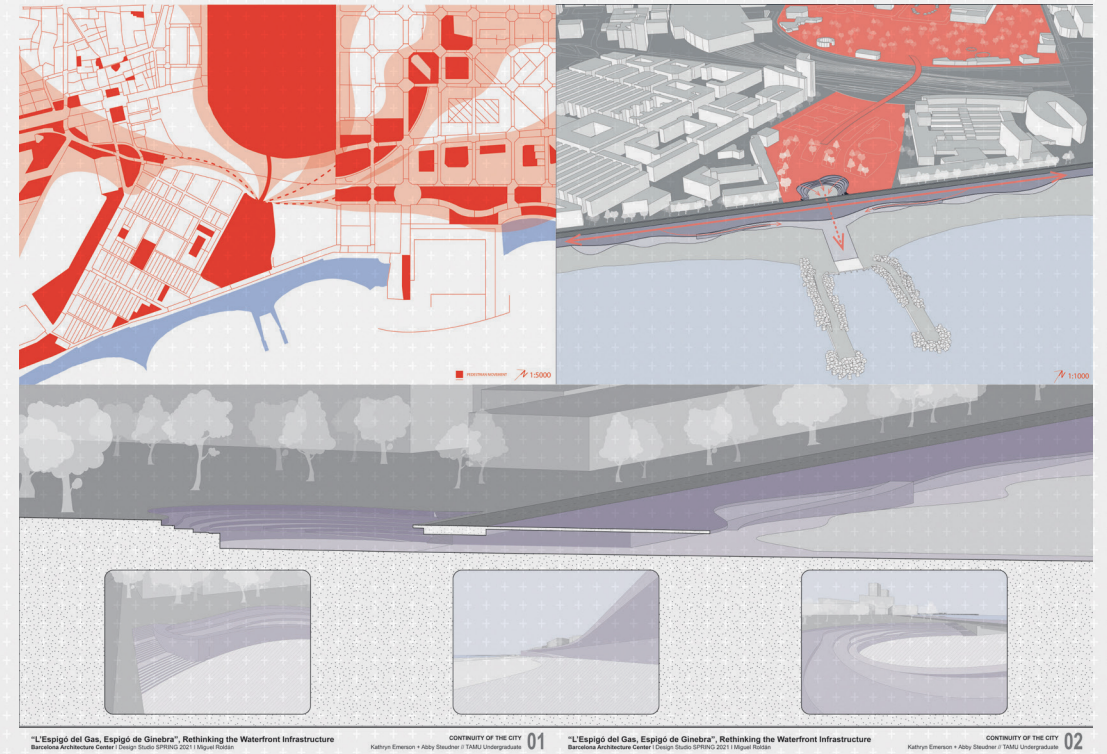 PEDESTRIAN MOVEMENT
N 1:5000
N 1:1000
"L'Espigó del Gas, Espigó de Ginebra", Rethinking the Waterfront Infrastructure
Barcelona Architecture Center I Design Studio SPRING 2021 I Miguel Roldán
CONTINUITY OF THE CITY
Kathryn Emerson + Abby Steudner // TAMU Undergraduate
01
"L'Espigó del Gas, Espigó de Ginebra", Rethinking the Waterfront Infrastructure
Barcelona Architecture Center I Design Studio SPRING 2021 I Miguel Roldán
CONTINUITY OF THE CITY
Kathryn Emerson + Abby Steudner // TAMU Undergraduate
02